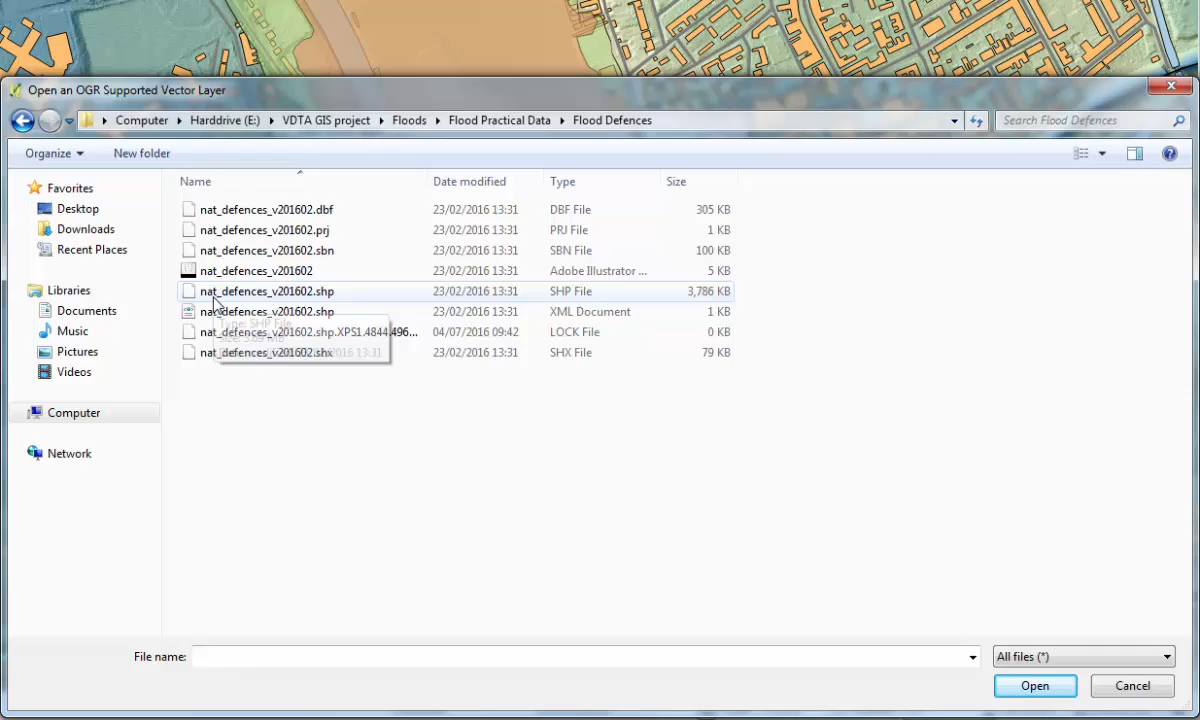 Open an OGR Supported Vector Layer
Computer Harddrive (E:) VDTA GIS project Floods Flood Practical Data Flood Defences Search Flood Defences
Organize New folder
Name Date modified Type Size
Favorites
Desktop
Downloads
Recent Places
Libraries
Documents
Music
Pictures
Videos
Computer
Network
nat_defences_v201602.dbf 23/02/2016 13:31 DBF File 305 KB
nat_defences_v201602.prj 23/02/2016 13:31 PRJ File 1 KB
nat_defences_v201602.sbn 23/02/2016 13:31 SBN File 100 KB
nat_defences_v201602 23/02/2016 13:31 Adobe Illustrator ... 5 KB
nat_defences_v201602.shp 23/02/2016 13:31 SHP File 3,786 KB
nat_defences_v201602.shp 23/02/2016 13:31 XML Document 1 KB
Type: SHP File
nat_defences_v201602.shp.XPS1.4844.496... 04/07/2016 09:42 LOCK File 0 KB
Size: 3.69 MB
nat_defences_v201602.shx 23/02/2016 13:31 SHX File 79 KB
File name: All files (*)
Open Cancel